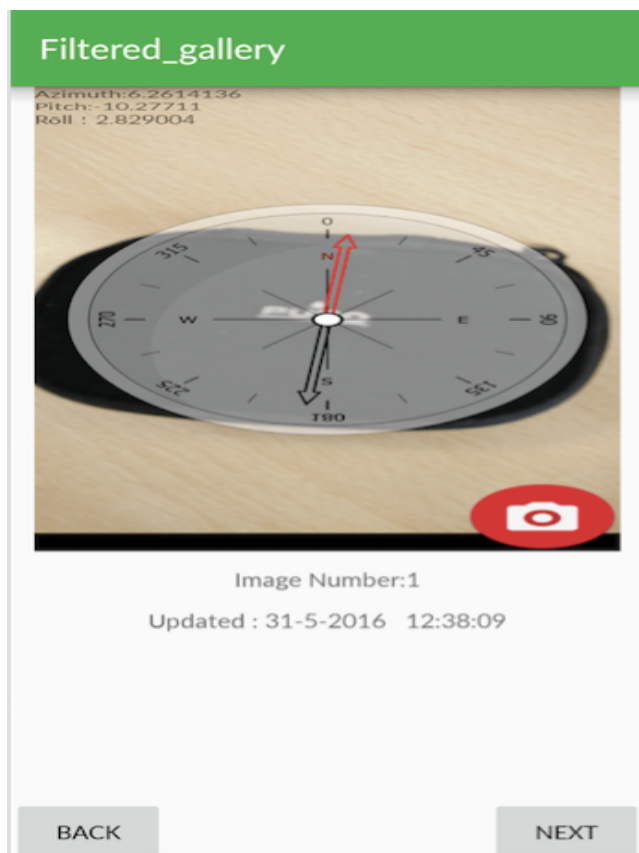 Filtered_gallery
Azimuth:6.2614136
Pitch:-10.27711
Roll : 2.829004
0
N
315
45
270
W
E
90
225
S
135
180
Image Number:1
Updated : 31-5-2016 12:38:09
BACK
NEXT